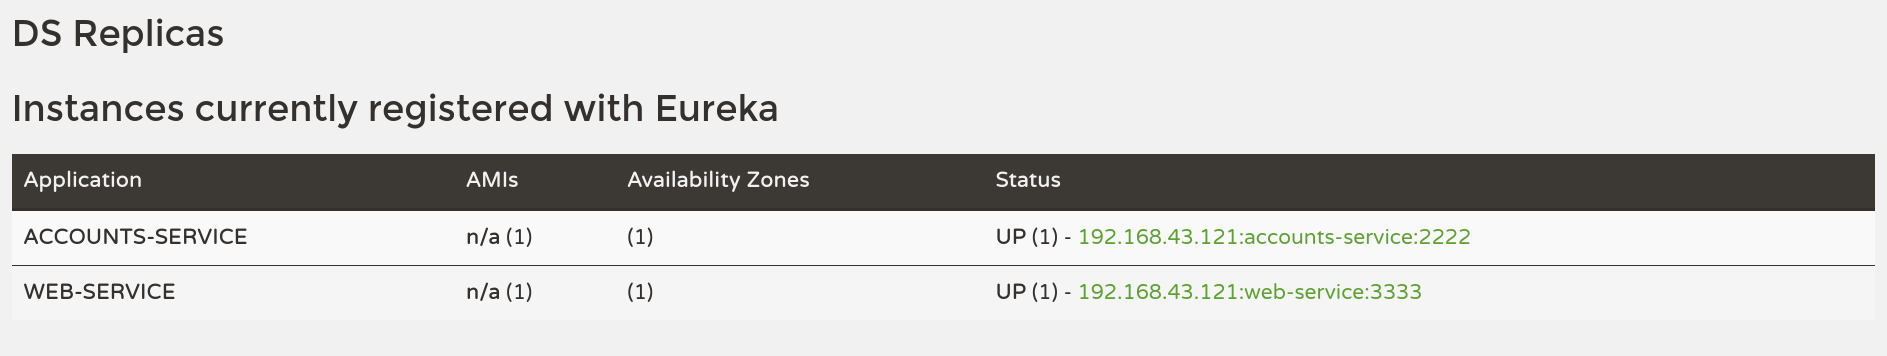 DS Replicas
Instances currently registered with Eureka
Application AMIs Availability Zones Status
ACCOUNTS-SERVICE n/a (1) (1) UP (1) - 192.168.43.121:accounts-service:2222
WEB-SERVICE n/a (1) (1) UP (1) - 192.168.43.121:web-service:3333